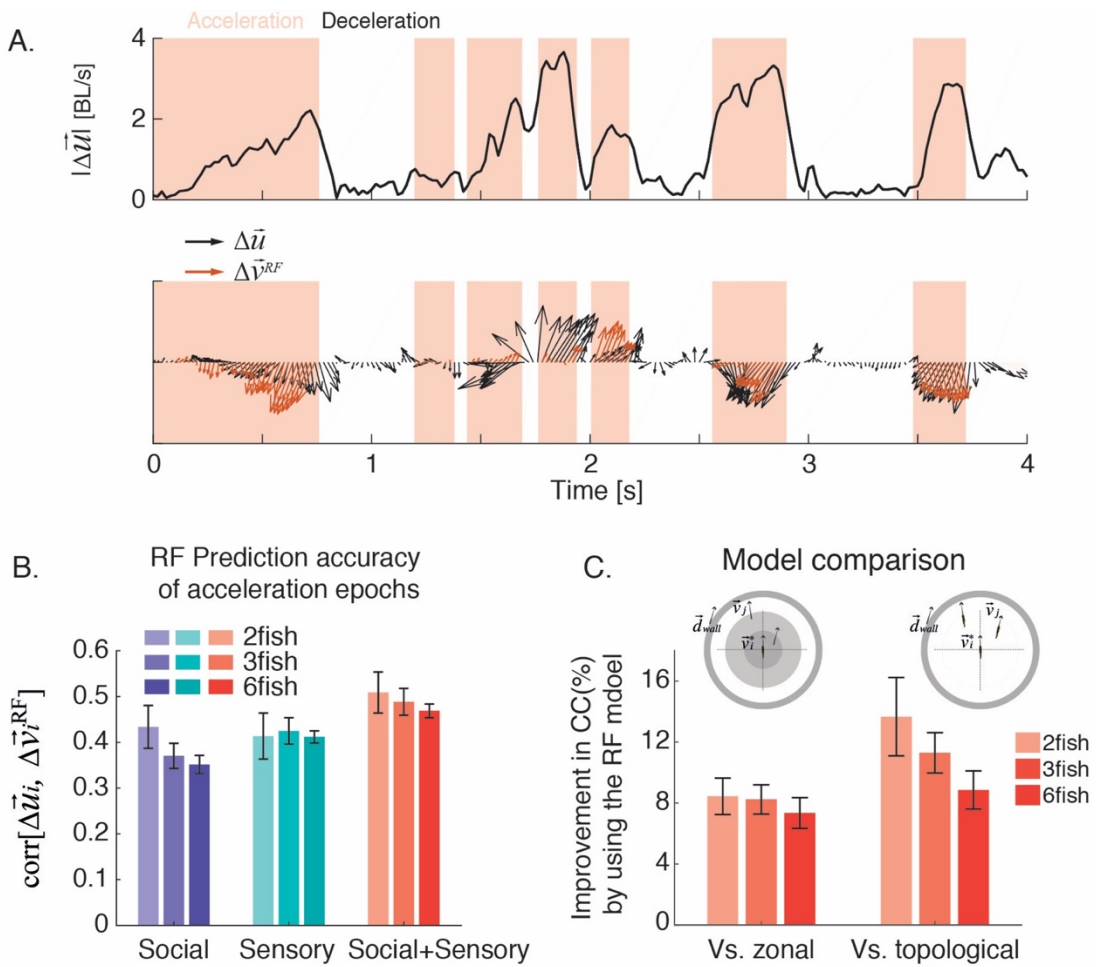 Acceleration Deceleration
A.
|Δu⃗| [BL/s]
4
2
0
Δu⃗
Δv⃗ᴿᶠ
0 1 2 3 4
Time [s]
B.
RF Prediction accuracy
of acceleration epochs
2fish
3fish
6fish
corr[Δu⃗i, Δv⃗iᴿᶠ]
0.6
0.5
0.4
0.3
0.2
0.1
0
Social Sensory Social+Sensory
C.
Model comparison
d⃗wall v⃗j v⃗i*
d⃗wall v⃗j v⃗i*
Improvement in CC(%)
by using the RF mdoel
16
12
8
4
0
2fish
3fish
6fish
Vs. zonal Vs. topological